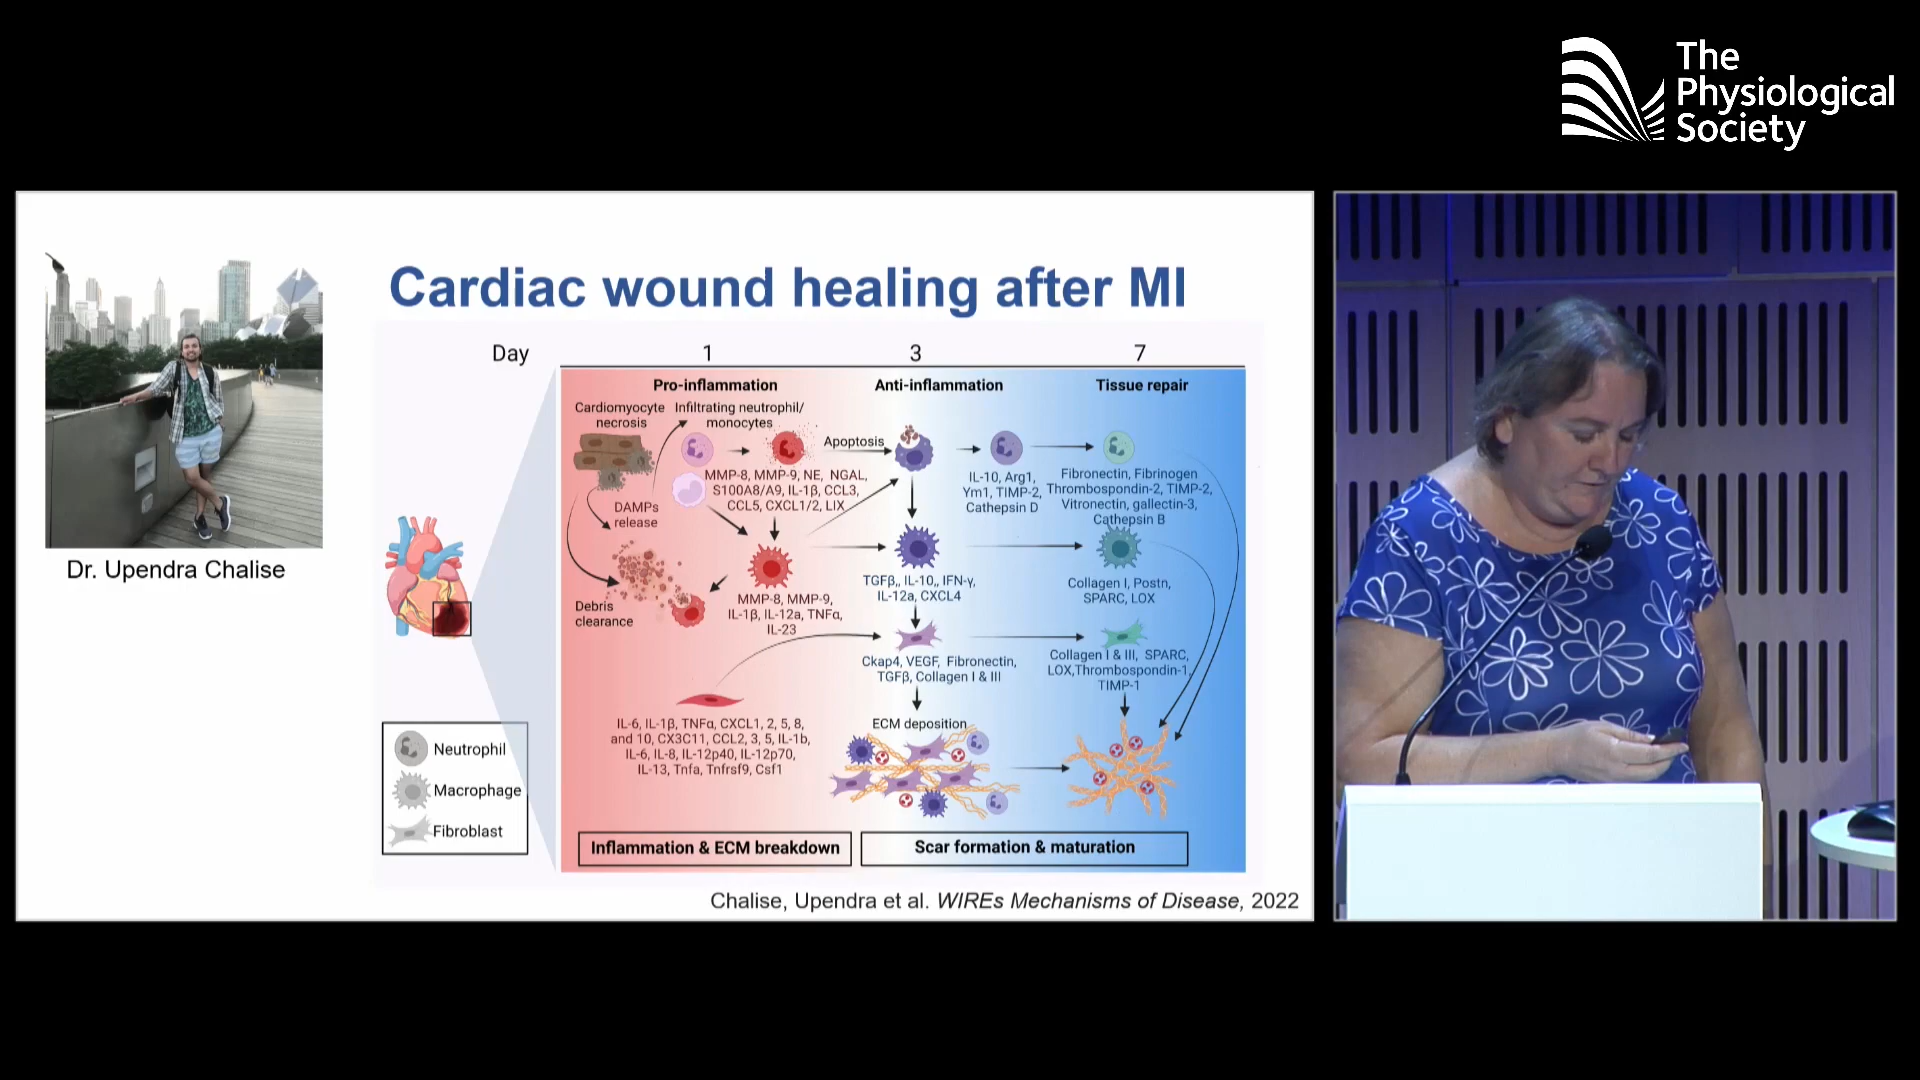 The
Physiological
Society
Cardiac wound healing after MI
Dr. Upendra Chalise
Day 1 3 7
Pro-inflammation
Anti-inflammation
Tissue repair
Cardiomyocyte
necrosis
Infiltrating neutrophil/
monocytes
Apoptosis
MMP-8, MMP-9, NE, NGAL,
S100A8/A9, IL-1β, CCL3,
CCL5, CXCL1/2, LIX
DAMPs
release
IL-10, Arg1,
Ym1, TIMP-2,
Cathepsin D
Fibronectin, Fibrinogen
Thrombospondin-2, TIMP-2,
Vitronectin, gallectin-3,
Cathepsin B
Debris
clearance
MMP-8, MMP-9,
IL-1β, IL-12a, TNFα,
IL-23
TGFβ,, IL-10,, IFN-γ,
IL-12a, CXCL4
Collagen I, Postn,
SPARC, LOX
Ckap4, VEGF, Fibronectin,
TGFβ, Collagen I & III
Collagen I & III, SPARC,
LOX,Thrombospondin-1,
TIMP-1
IL-6, IL-1β, TNFα, CXCL1, 2, 5, 8,
and 10, CX3C11, CCL2, 3, 5, IL-1b,
IL-6, IL-8, IL-12p40, IL-12p70,
IL-13, Tnfa, Tnfrsf9, Csf1
ECM deposition
Neutrophil
Macrophage
Fibroblast
Inflammation & ECM breakdown
Scar formation & maturation
Chalise, Upendra et al. WIREs Mechanisms of Disease, 2022